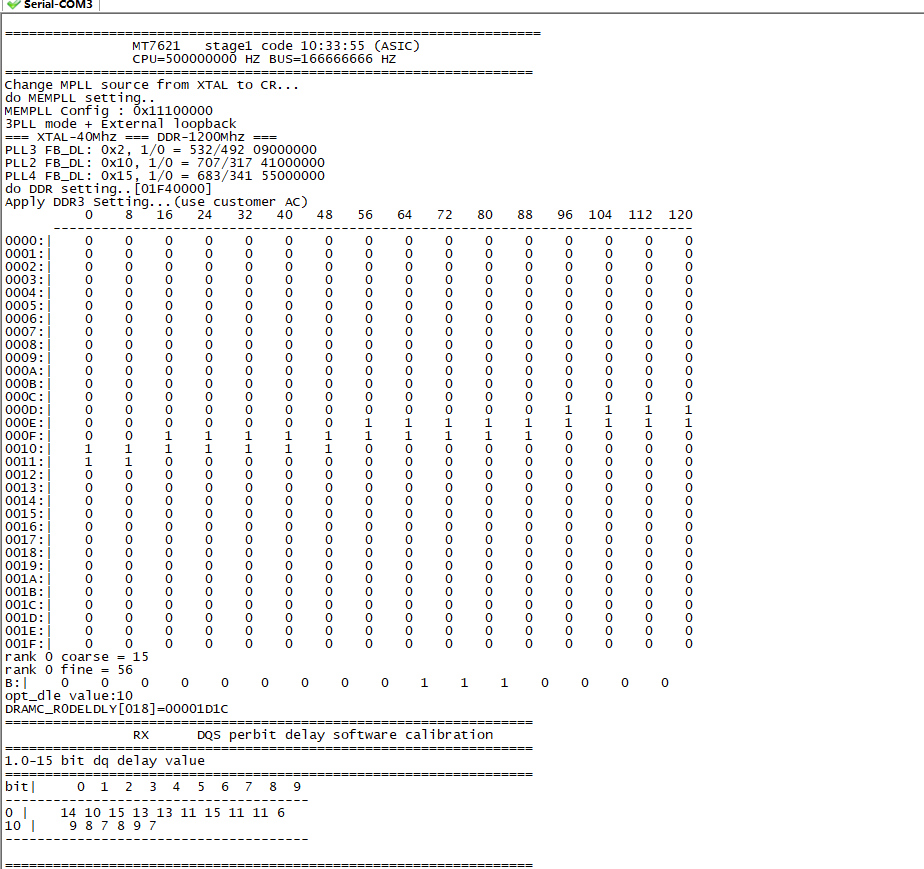 Serial-COM3
===================================================================
MT7621   stage1 code 10:33:55 (ASIC)
CPU=500000000 HZ BUS=166666666 HZ
==================================================================
Change MPLL source from XTAL to CR...
do MEMPLL setting..
MEMPLL Config : 0x11100000
3PLL mode + External loopback
=== XTAL-40Mhz === DDR-1200Mhz ===
PLL3 FB_DL: 0x2, 1/0 = 532/492 09000000
PLL2 FB_DL: 0x10, 1/0 = 707/317 41000000
PLL4 FB_DL: 0x15, 1/0 = 683/341 55000000
do DDR setting..[01F40000]
Apply DDR3 Setting...(use customer AC)
0    8   16   24   32   40   48   56   64   72   80   88   96  104  112  120
--------------------------------------------------------------------------------
0000:|    0    0    0    0    0    0    0    0    0    0    0    0    0    0    0    0
0001:|    0    0    0    0    0    0    0    0    0    0    0    0    0    0    0    0
0002:|    0    0    0    0    0    0    0    0    0    0    0    0    0    0    0    0
0003:|    0    0    0    0    0    0    0    0    0    0    0    0    0    0    0    0
0004:|    0    0    0    0    0    0    0    0    0    0    0    0    0    0    0    0
0005:|    0    0    0    0    0    0    0    0    0    0    0    0    0    0    0    0
0006:|    0    0    0    0    0    0    0    0    0    0    0    0    0    0    0    0
0007:|    0    0    0    0    0    0    0    0    0    0    0    0    0    0    0    0
0008:|    0    0    0    0    0    0    0    0    0    0    0    0    0    0    0    0
0009:|    0    0    0    0    0    0    0    0    0    0    0    0    0    0    0    0
000A:|    0    0    0    0    0    0    0    0    0    0    0    0    0    0    0    0
000B:|    0    0    0    0    0    0    0    0    0    0    0    0    0    0    0    0
000C:|    0    0    0    0    0    0    0    0    0    0    0    0    0    0    0    0
000D:|    0    0    0    0    0    0    0    0    0    0    0    0    1    1    1    1
000E:|    0    0    0    0    0    0    0    1    1    1    1    1    1    1    1    1
000F:|    0    0    1    1    1    1    1    1    1    1    1    1    0    0    0    0
0010:|    1    1    1    1    1    1    1    0    0    0    0    0    0    0    0    0
0011:|    1    1    0    0    0    0    0    0    0    0    0    0    0    0    0    0
0012:|    0    0    0    0    0    0    0    0    0    0    0    0    0    0    0    0
0013:|    0    0    0    0    0    0    0    0    0    0    0    0    0    0    0    0
0014:|    0    0    0    0    0    0    0    0    0    0    0    0    0    0    0    0
0015:|    0    0    0    0    0    0    0    0    0    0    0    0    0    0    0    0
0016:|    0    0    0    0    0    0    0    0    0    0    0    0    0    0    0    0
0017:|    0    0    0    0    0    0    0    0    0    0    0    0    0    0    0    0
0018:|    0    0    0    0    0    0    0    0    0    0    0    0    0    0    0    0
0019:|    0    0    0    0    0    0    0    0    0    0    0    0    0    0    0    0
001A:|    0    0    0    0    0    0    0    0    0    0    0    0    0    0    0    0
001B:|    0    0    0    0    0    0    0    0    0    0    0    0    0    0    0    0
001C:|    0    0    0    0    0    0    0    0    0    0    0    0    0    0    0    0
001D:|    0    0    0    0    0    0    0    0    0    0    0    0    0    0    0    0
001E:|    0    0    0    0    0    0    0    0    0    0    0    0    0    0    0    0
001F:|    0    0    0    0    0    0    0    0    0    0    0    0    0    0    0    0
rank 0 coarse = 15
rank 0 fine = 56
B:|    0    0    0    0    0    0    0    0    0    1    1    1    0    0    0    0
opt_dle value:10
DRAMC_R0DELDLY[018]=00001D1C
==================================================================
RX      DQS perbit delay software calibration
==================================================================
1.0-15 bit dq delay value
==================================================================
bit|     0  1  2  3  4  5  6  7  8  9
--------------------------------------
0 |    14 10 15 13 13 11 15 11 11 6
10 |    9 8 7 8 9 7
--------------------------------------
==================================================================